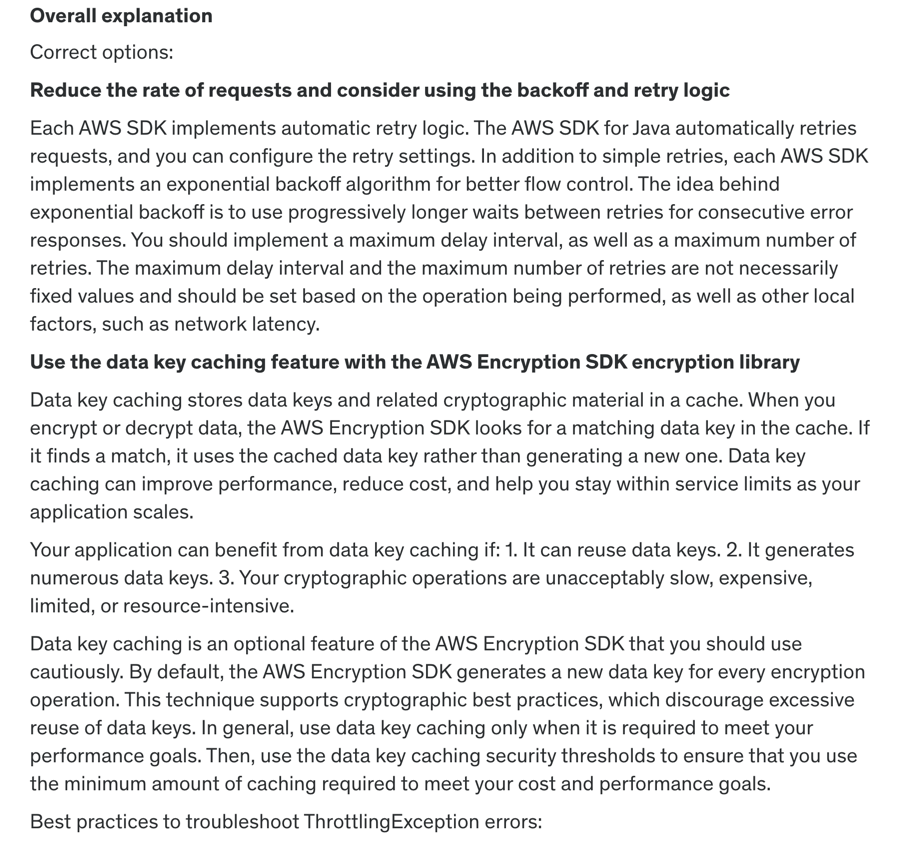 Overall explanation
Correct options:
Reduce the rate of requests and consider using the backoff and retry logic
Each AWS SDK implements automatic retry logic. The AWS SDK for Java automatically retries
requests, and you can configure the retry settings. In addition to simple retries, each AWS SDK
implements an exponential backoff algorithm for better flow control. The idea behind
exponential backoff is to use progressively longer waits between retries for consecutive error
responses. You should implement a maximum delay interval, as well as a maximum number of
retries. The maximum delay interval and the maximum number of retries are not necessarily
fixed values and should be set based on the operation being performed, as well as other local
factors, such as network latency.
Use the data key caching feature with the AWS Encryption SDK encryption library
Data key caching stores data keys and related cryptographic material in a cache. When you
encrypt or decrypt data, the AWS Encryption SDK looks for a matching data key in the cache. If
it finds a match, it uses the cached data key rather than generating a new one. Data key
caching can improve performance, reduce cost, and help you stay within service limits as your
application scales.
Your application can benefit from data key caching if: 1. It can reuse data keys. 2. It generates
numerous data keys. 3. Your cryptographic operations are unacceptably slow, expensive,
limited, or resource-intensive.
Data key caching is an optional feature of the AWS Encryption SDK that you should use
cautiously. By default, the AWS Encryption SDK generates a new data key for every encryption
operation. This technique supports cryptographic best practices, which discourage excessive
reuse of data keys. In general, use data key caching only when it is required to meet your
performance goals. Then, use the data key caching security thresholds to ensure that you use
the minimum amount of caching required to meet your cost and performance goals.
Best practices to troubleshoot ThrottlingException errors: